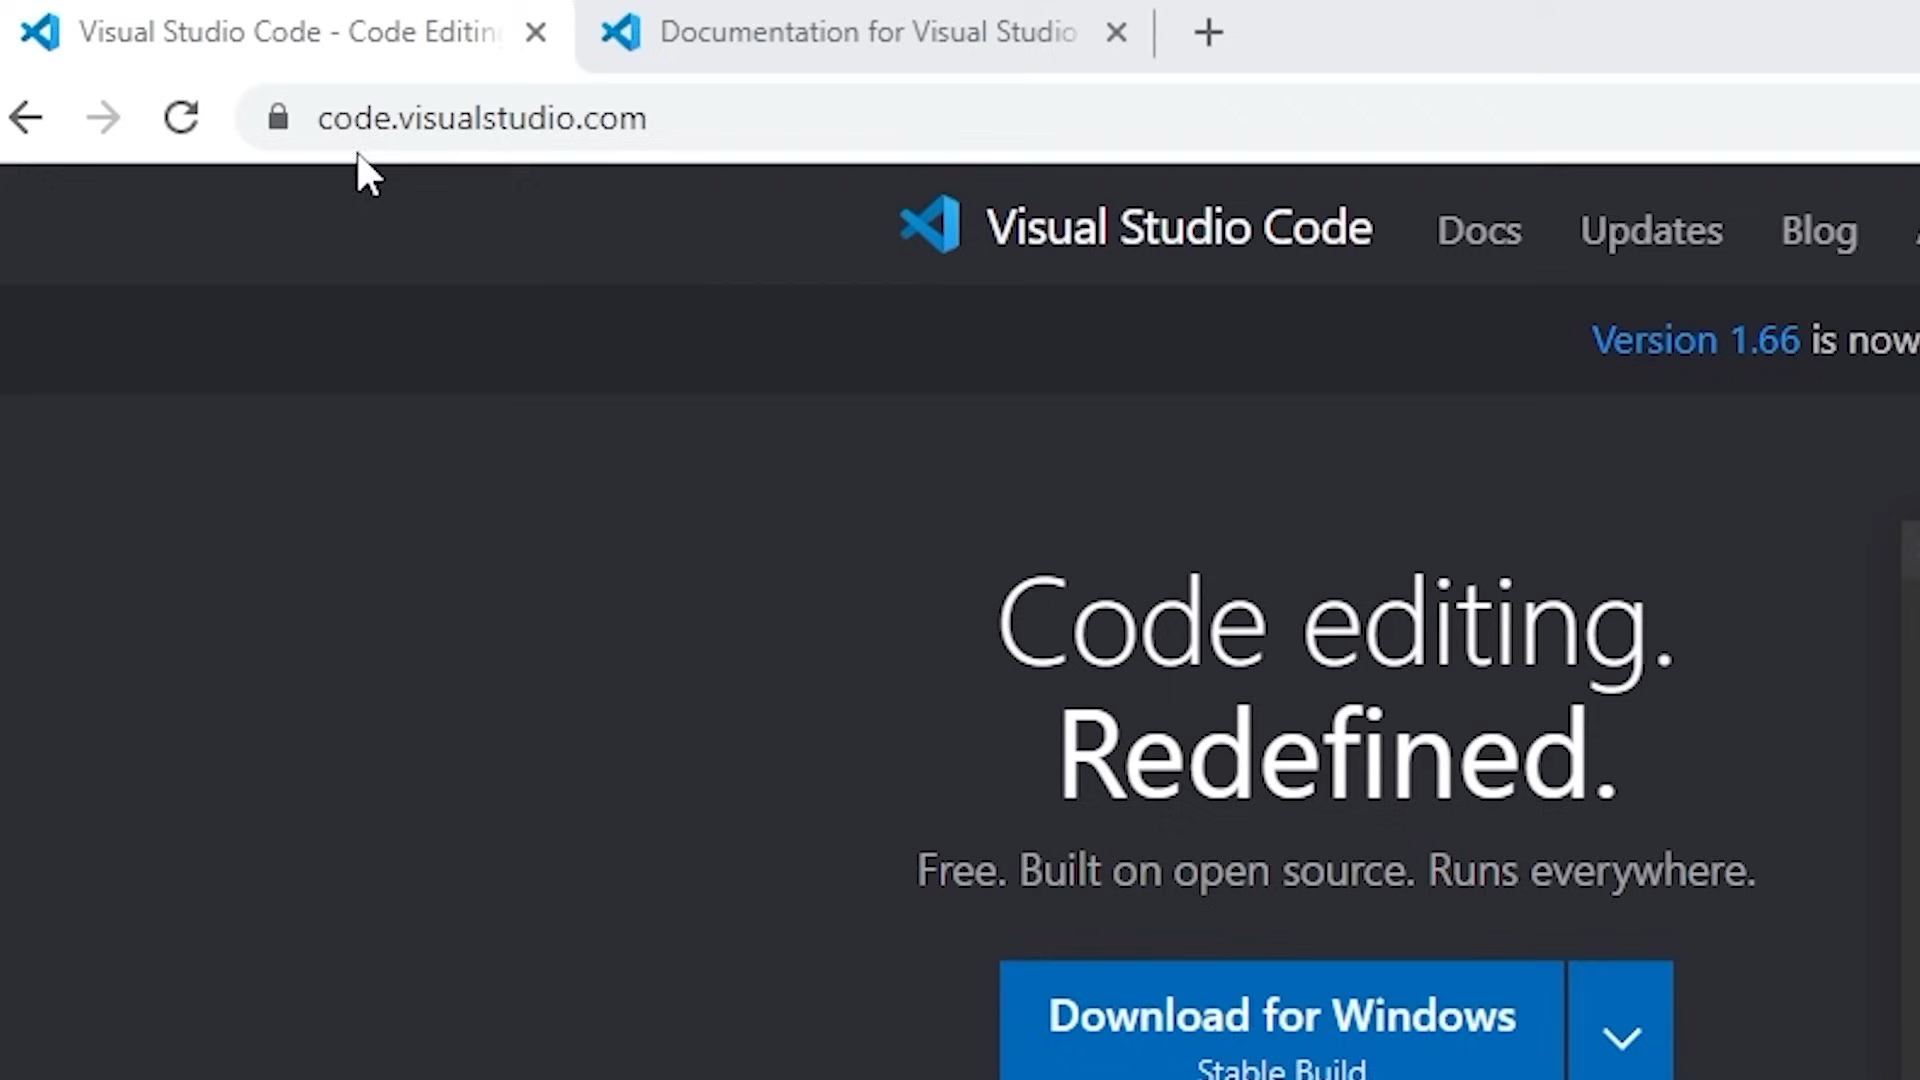 Visual Studio Code - Code Editin
Documentation for Visual Studio
code.visualstudio.com
Visual Studio Code Docs Updates Blog
Version 1.66 is now
Code editing.
Redefined.
Free. Built on open source. Runs everywhere.
Download for Windows
Stable Build